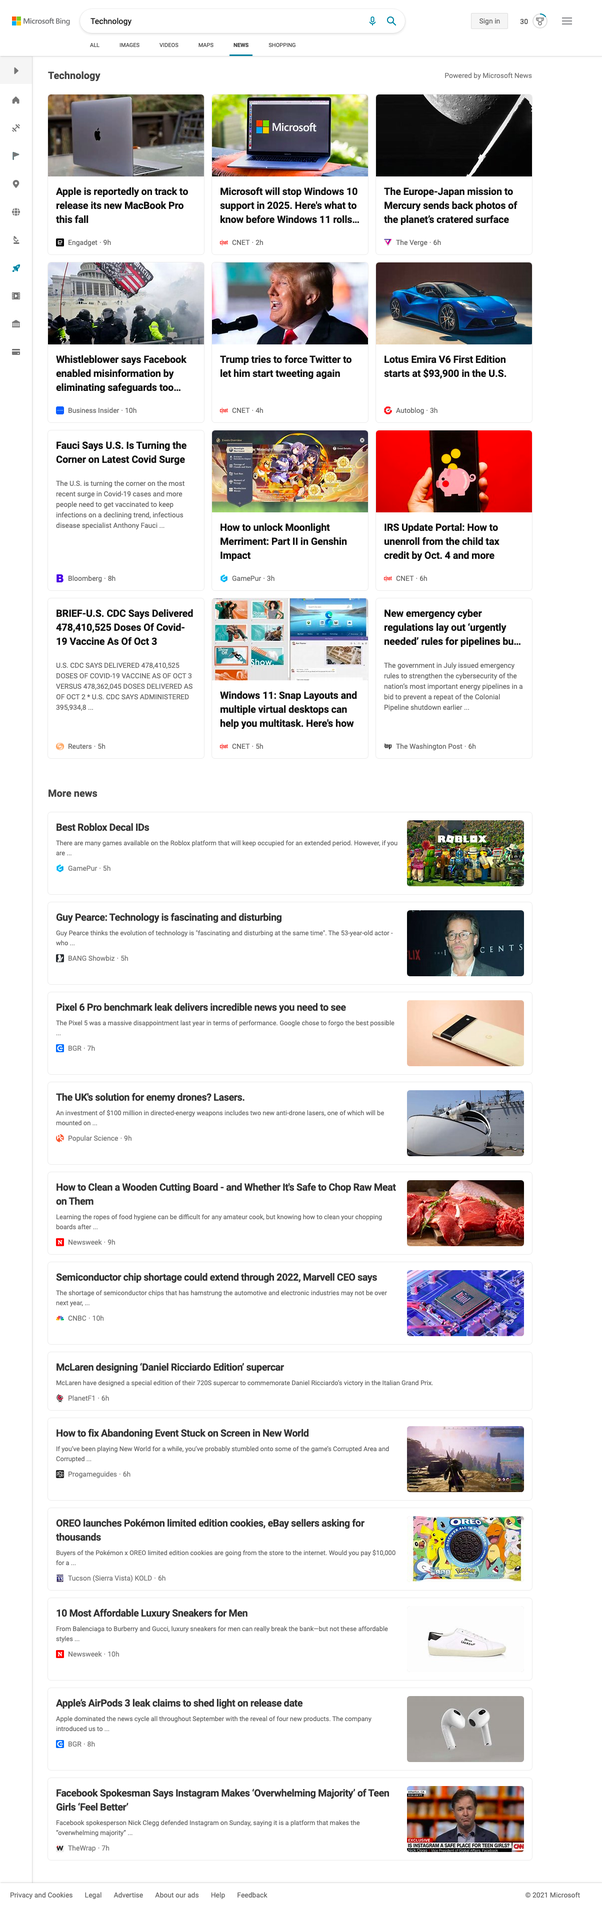 Microsoft Bing
Technology
Sign in
30
ALL
IMAGES
VIDEOS
MAPS
NEWS
SHOPPING
Technology
Powered by Microsoft News
Microsoft
Apple is reportedly on track to
release its new MacBook Pro
this fall
Engadget · 9h
Microsoft will stop Windows 10
support in 2025. Here's what to
know before Windows 11 rolls...
CNET · 2h
The Europe-Japan mission to
Mercury sends back photos of
the planet's cratered surface
The Verge · 6h
Whistleblower says Facebook
enabled misinformation by
eliminating safeguards too...
Business Insider · 10h
Trump tries to force Twitter to
let him start tweeting again
CNET · 4h
Lotus Emira V6 First Edition
starts at $93,900 in the U.S.
Autoblog · 3h
Fauci Says U.S. Is Turning the
Corner on Latest Covid Surge
The U.S. is turning the corner on the most
recent surge in Covid-19 cases and more
people need to get vaccinated to keep
infections on a declining trend, infectious
disease specialist Anthony Fauci ...
Bloomberg · 8h
How to unlock Moonlight
Merriment: Part II in Genshin
Impact
GamePur · 3h
IRS Update Portal: How to
unenroll from the child tax
credit by Oct. 4 and more
CNET · 6h
BRIEF-U.S. CDC Says Delivered
478,410,525 Doses Of Covid-
19 Vaccine As Of Oct 3
U.S. CDC SAYS DELIVERED 478,410,525
DOSES OF COVID-19 VACCINE AS OF OCT 3
VERSUS 478,362,045 DOSES DELIVERED AS
OF OCT 2 * U.S. CDC SAYS ADMINISTERED
395,934,8 ...
Reuters · 5h
Show
Windows 11: Snap Layouts and
multiple virtual desktops can
help you multitask. Here's how
CNET · 5h
New emergency cyber
regulations lay out 'urgently
needed' rules for pipelines bu...
The government in July issued emergency
rules to strengthen the cybersecurity of the
nation's most important energy pipelines in a
bid to prevent a repeat of the Colonial
Pipeline shutdown earlier ...
The Washington Post · 6h
More news
Best Roblox Decal IDs
There are many games available on the Roblox platform that will keep occupied for an extended period. However, if you
are ...
GamePur · 5h
ROBLOX
Guy Pearce: Technology is fascinating and disturbing
Guy Pearce thinks the evolution of technology is "fascinating and disturbing at the same time". The 53-year-old actor -
who ...
BANG Showbiz · 5h
Pixel 6 Pro benchmark leak delivers incredible news you need to see
The Pixel 5 was a massive disappointment last year in terms of performance. Google chose to forgo the best possible
...
BGR · 7h
The UK's solution for enemy drones? Lasers.
An investment of $100 million in directed-energy weapons includes two new anti-drone lasers, one of which will be
mounted on ...
Popular Science · 9h
How to Clean a Wooden Cutting Board - and Whether It's Safe to Chop Raw Meat
on Them
Learning the ropes of food hygiene can be difficult for any amateur cook, but knowing how to clean your chopping
boards after ...
Newsweek · 9h
Semiconductor chip shortage could extend through 2022, Marvell CEO says
The shortage of semiconductor chips that has hamstrung the automotive and electronic industries may not be over
next year, ...
CNBC · 10h
McLaren designing 'Daniel Ricciardo Edition' supercar
McLaren have designed a special edition of their 720S supercar to commemorate Daniel Ricciardo's victory in the Italian Grand Prix.
PlanetF1 · 6h
How to fix Abandoning Event Stuck on Screen in New World
If you've been playing New World for a while, you've probably stumbled onto some of the game's Corrupted Area and
Corrupted ...
Progameguides · 6h
OREO launches Pokémon limited edition cookies, eBay sellers asking for
thousands
Buyers of the Pokémon x OREO limited edition cookies are going from the store to the internet. Would you pay $10,000
for a ...
Tucson (Sierra Vista) KOLD · 6h
OREO
10 Most Affordable Luxury Sneakers for Men
From Balenciaga to Burberry and Gucci, luxury sneakers for men can really break the bank—but not these affordable
styles ...
Newsweek · 10h
Apple's AirPods 3 leak claims to shed light on release date
Apple dominated the news cycle all throughout September with the reveal of four new products. The company
introduced us to ...
BGR · 8h
Facebook Spokesman Says Instagram Makes 'Overwhelming Majority' of Teen
Girls 'Feel Better'
Facebook spokesperson Nick Clegg defended Instagram on Sunday, saying it is a platform that makes the
"overwhelming majority" ...
TheWrap · 7h
IS INSTAGRAM A SAFE PLACE FOR TEEN GIRLS?
CNN
Privacy and Cookies
Legal
Advertise
About our ads
Help
Feedback
© 2021 Microsoft